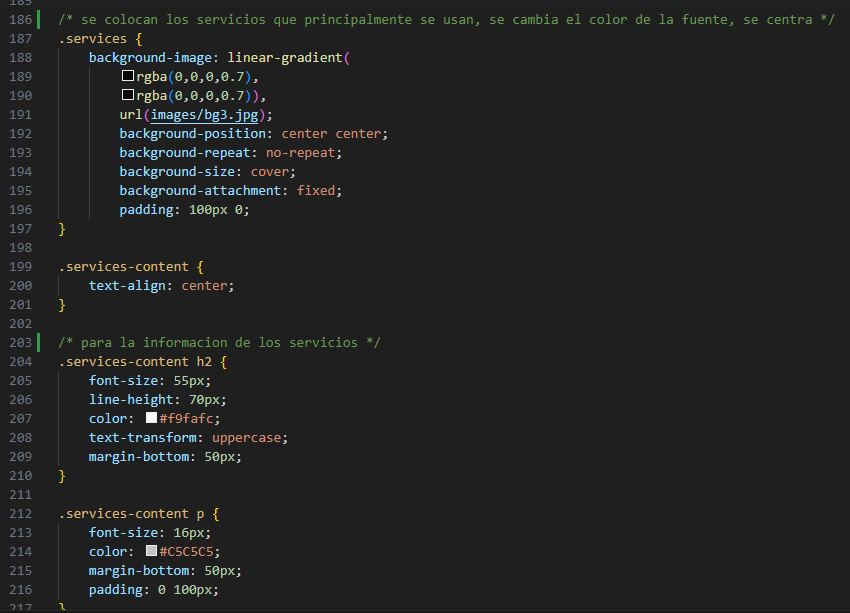 185
186 /* se colocan los servicios que principalmente se usan, se cambia el color de la fuente, se centra */
187 .services {
188     background-image: linear-gradient(
189         rgba(0,0,0,0.7),
190         rgba(0,0,0,0.7)),
191         url(images/bg3.jpg);
192         background-position: center center;
193         background-repeat: no-repeat;
194         background-size: cover;
195         background-attachment: fixed;
196         padding: 100px 0;
197 }
198
199 .services-content {
200     text-align: center;
201 }
202
203 /* para la informacion de los servicios */
204 .services-content h2 {
205     font-size: 55px;
206     line-height: 70px;
207     color: #f9fafc;
208     text-transform: uppercase;
209     margin-bottom: 50px;
210 }
211
212 .services-content p {
213     font-size: 16px;
214     color: #C5C5C5;
215     margin-bottom: 50px;
216     padding: 0 100px;
217 }